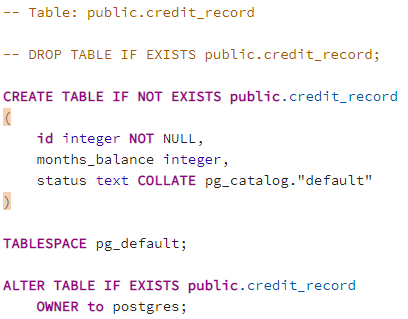 -- Table: public.credit_record
-- DROP TABLE IF EXISTS public.credit_record;
CREATE TABLE IF NOT EXISTS public.credit_record
(
    id integer NOT NULL,
    months_balance integer,
    status text COLLATE pg_catalog."default"
)
TABLESPACE pg_default;
ALTER TABLE IF EXISTS public.credit_record
    OWNER to postgres;